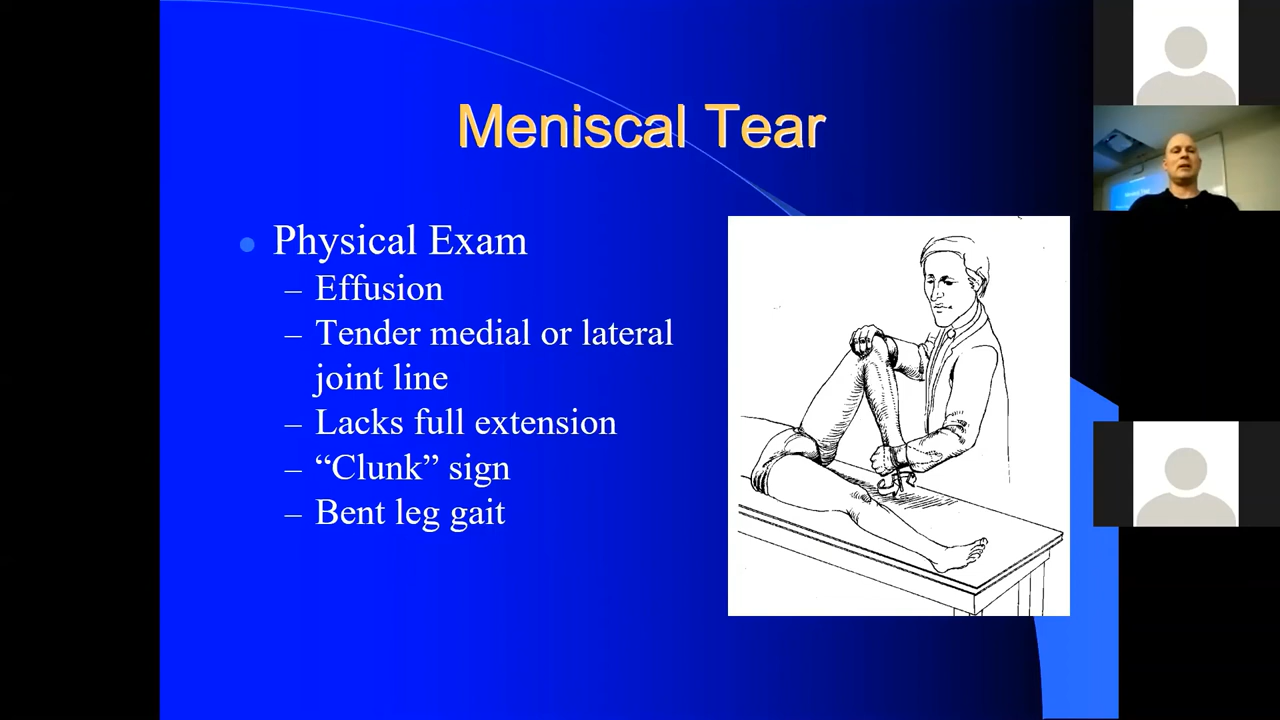 Meniscal Tear
Physical Exam
– Effusion
– Tender medial or lateral
joint line
– Lacks full extension
– “Clunk” sign
– Bent leg gait